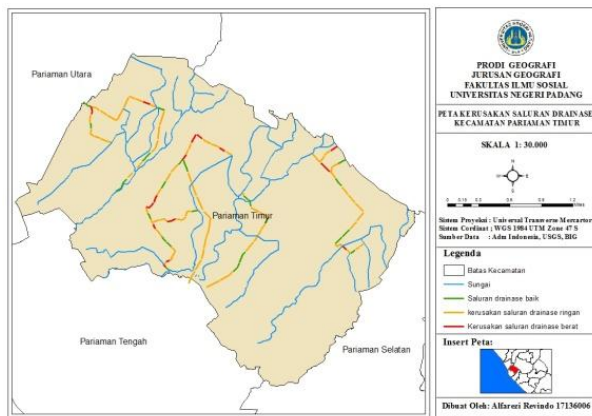 Pariaman Utara
Pariaman Timur
Pariaman Tengah
Pariaman Selatan
PRODI GEOGRAFI
JURUSAN GEOGRAFI
FAKULTAS ILMU SOSIAL
UNIVERSITAS NEGERI PADANG
PETA KERUSAKAN SALURAN DRAINASE
KECAMATAN PARIAMAN TIMUR
SKALA 1: 30.000
N
W E
S
Sistem Proyeksi : Universal Transverse Mercartor
Sistem Cordinat ; WGS 1984 UTM Zone 47 S
Sumber Data : Adm Indonein, USGS, BIG
Legenda
Batas Kecamatan
Sungai
Saluran drainase baik
kerusakan saluran drainase ringan
Kerusakan saluran drainase berat
Insert Peta:
Dibuat Oleh: Alfarezi Revindo 17136006